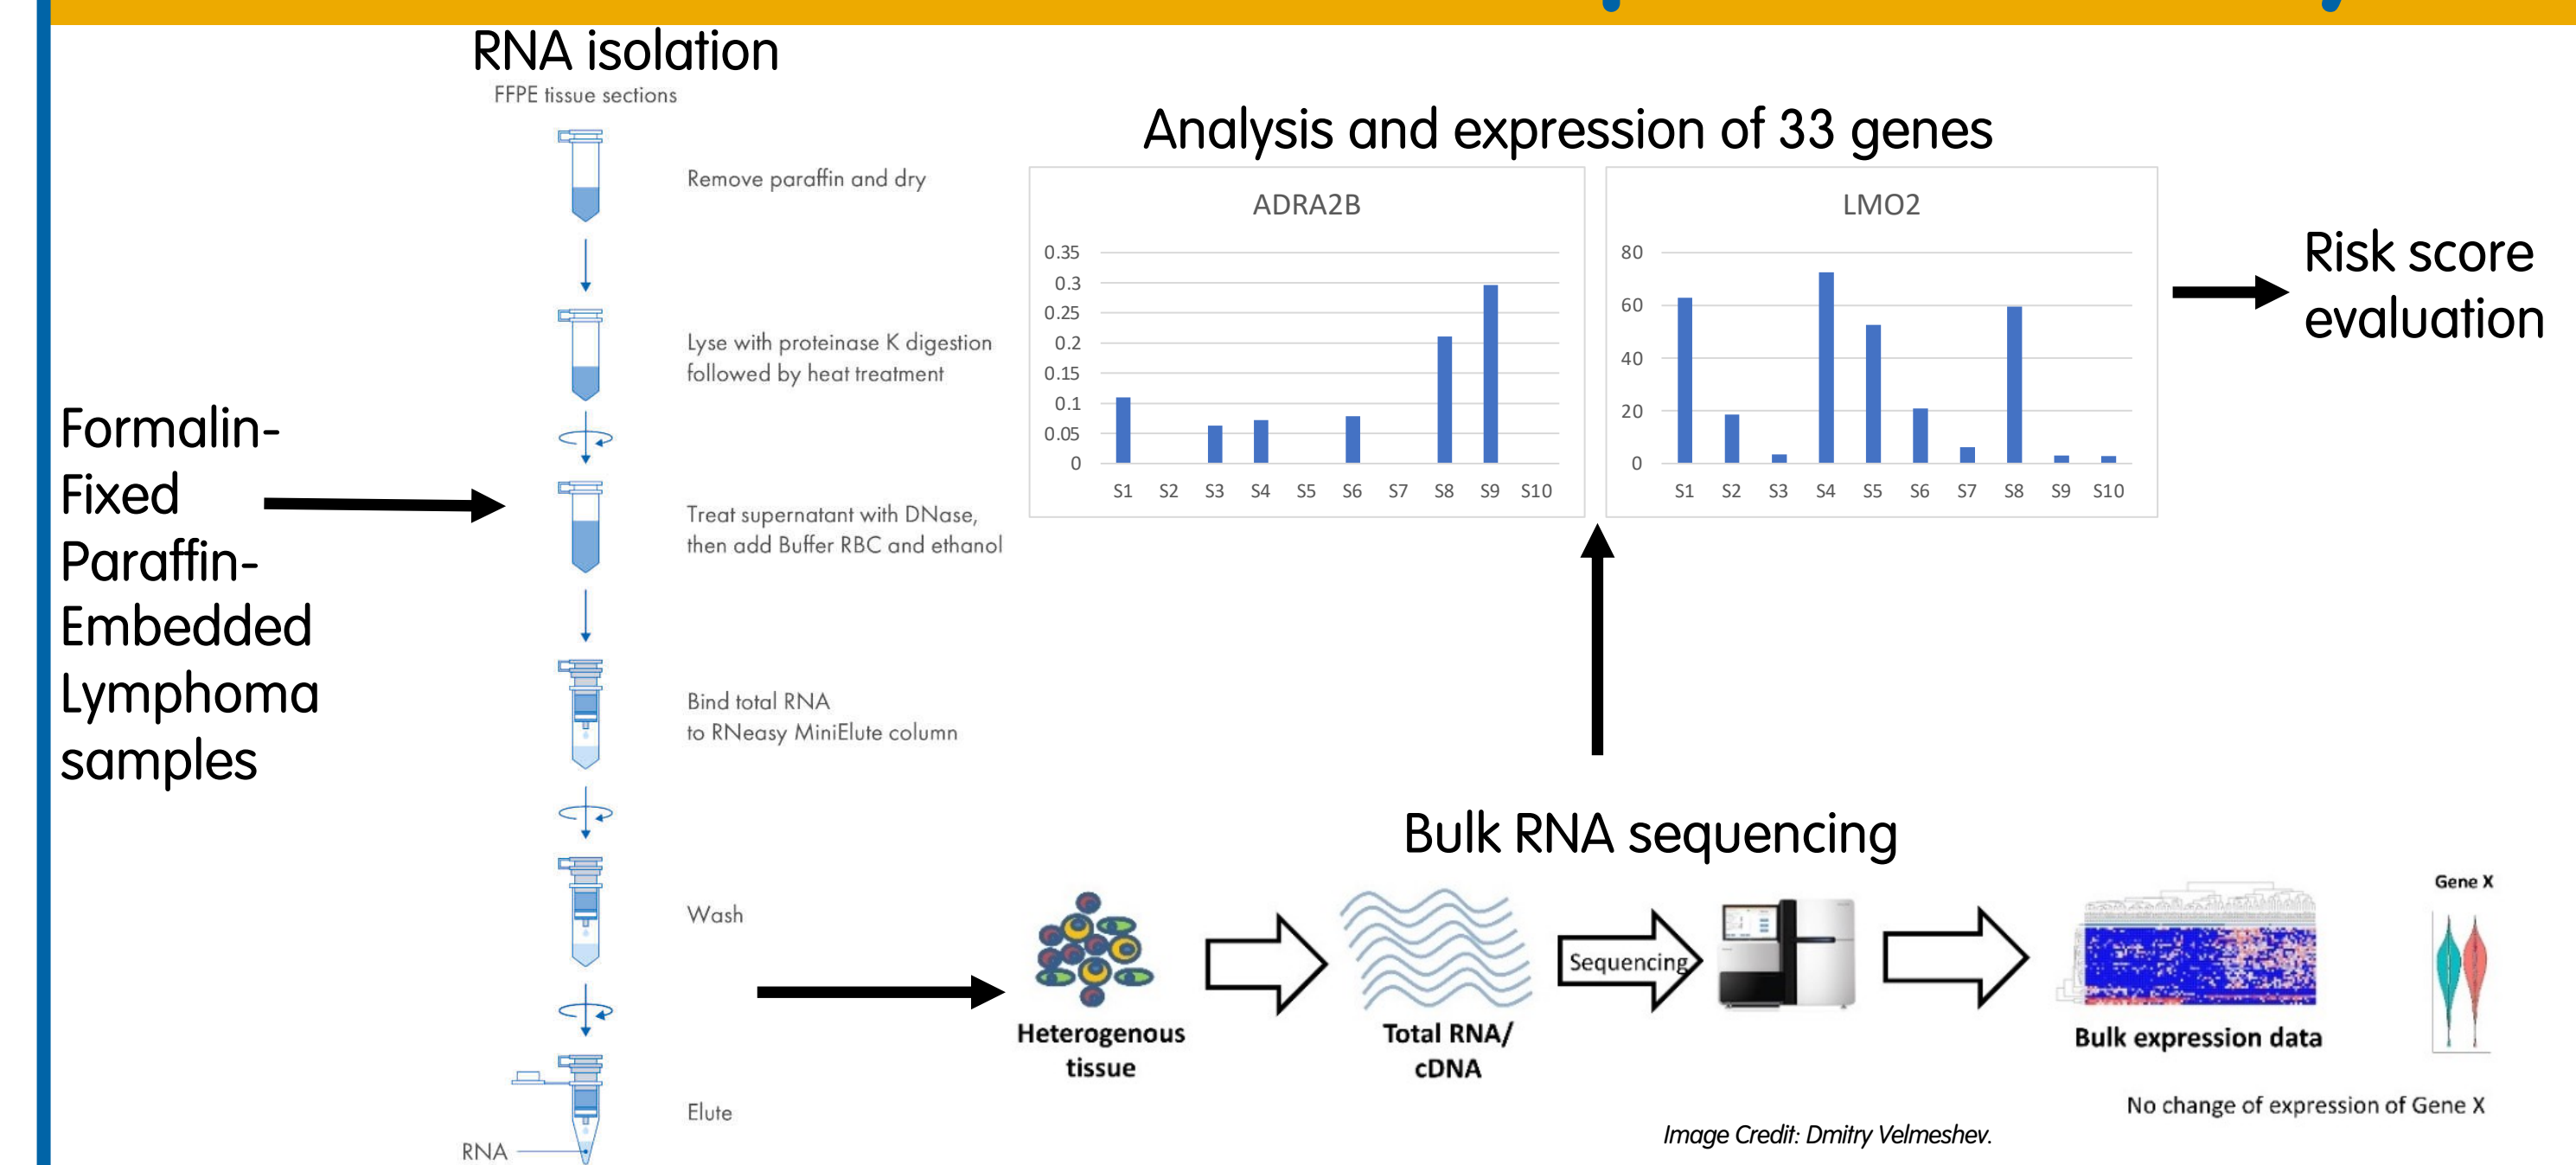 RNA isolation
FFPE tissue sections
Remove paraffin and dry
Lyse with proteinase K digestion
followed by heat treatment
Treat supernatant with DNase,
then add Buffer RBC and ethanol
Bind total RNA
to RNeasy MiniElute column
Wash
Elute
RNA
Formalin-
Fixed
Paraffin-
Embedded
Lymphoma
samples
Analysis and expression of 33 genes
ADRA2B
0.35
0.3
0.25
0.2
0.15
0.1
0.05
0
S1 S2 S3 S4 S5 S6 S7 S8 S9 S10
LMO2
80
60
40
20
0
S1 S2 S3 S4 S5 S6 S7 S8 S9 S10
Risk score
evaluation
Bulk RNA sequencing
Heterogenous
tissue
Total RNA/
cDNA
Sequencing
Bulk expression data
Gene X
No change of expression of Gene X
Image Credit: Dmitry Velmeshev.